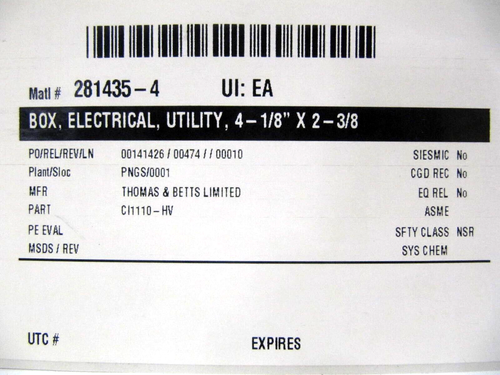 Matl # 281435-4 UI: EA
BOX, ELECTRICAL, UTILITY, 4-1/8" X 2-3/8
PO/REL/REV/LN 00141426 / 00474 / / 00010 SIESMIC No
Plant/Sloc PNGS/0001 CGD REC No
MFR THOMAS & BETTS LIMITED EQ REL No
PART CI1110-HV ASME
PE EVAL SFTY CLASS NSR
MSDS / REV SYS CHEM
UTC # EXPIRES